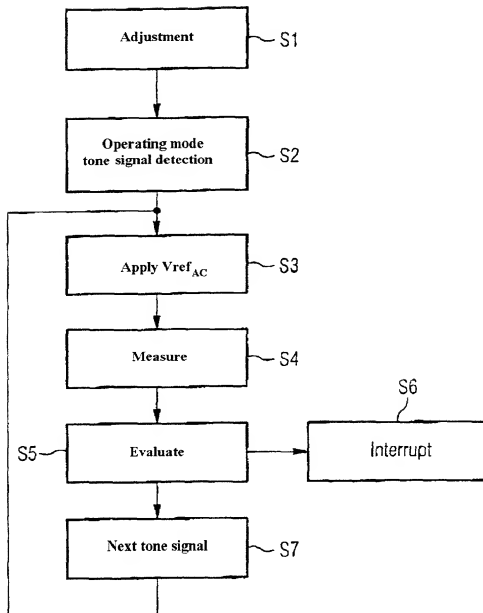 Adjustment
S1
Operating mode
tone signal detection
S2
Apply Vref_AC
S3
Measure
S4
S5
Evaluate
S6
Interrupt
Next tone signal
S7